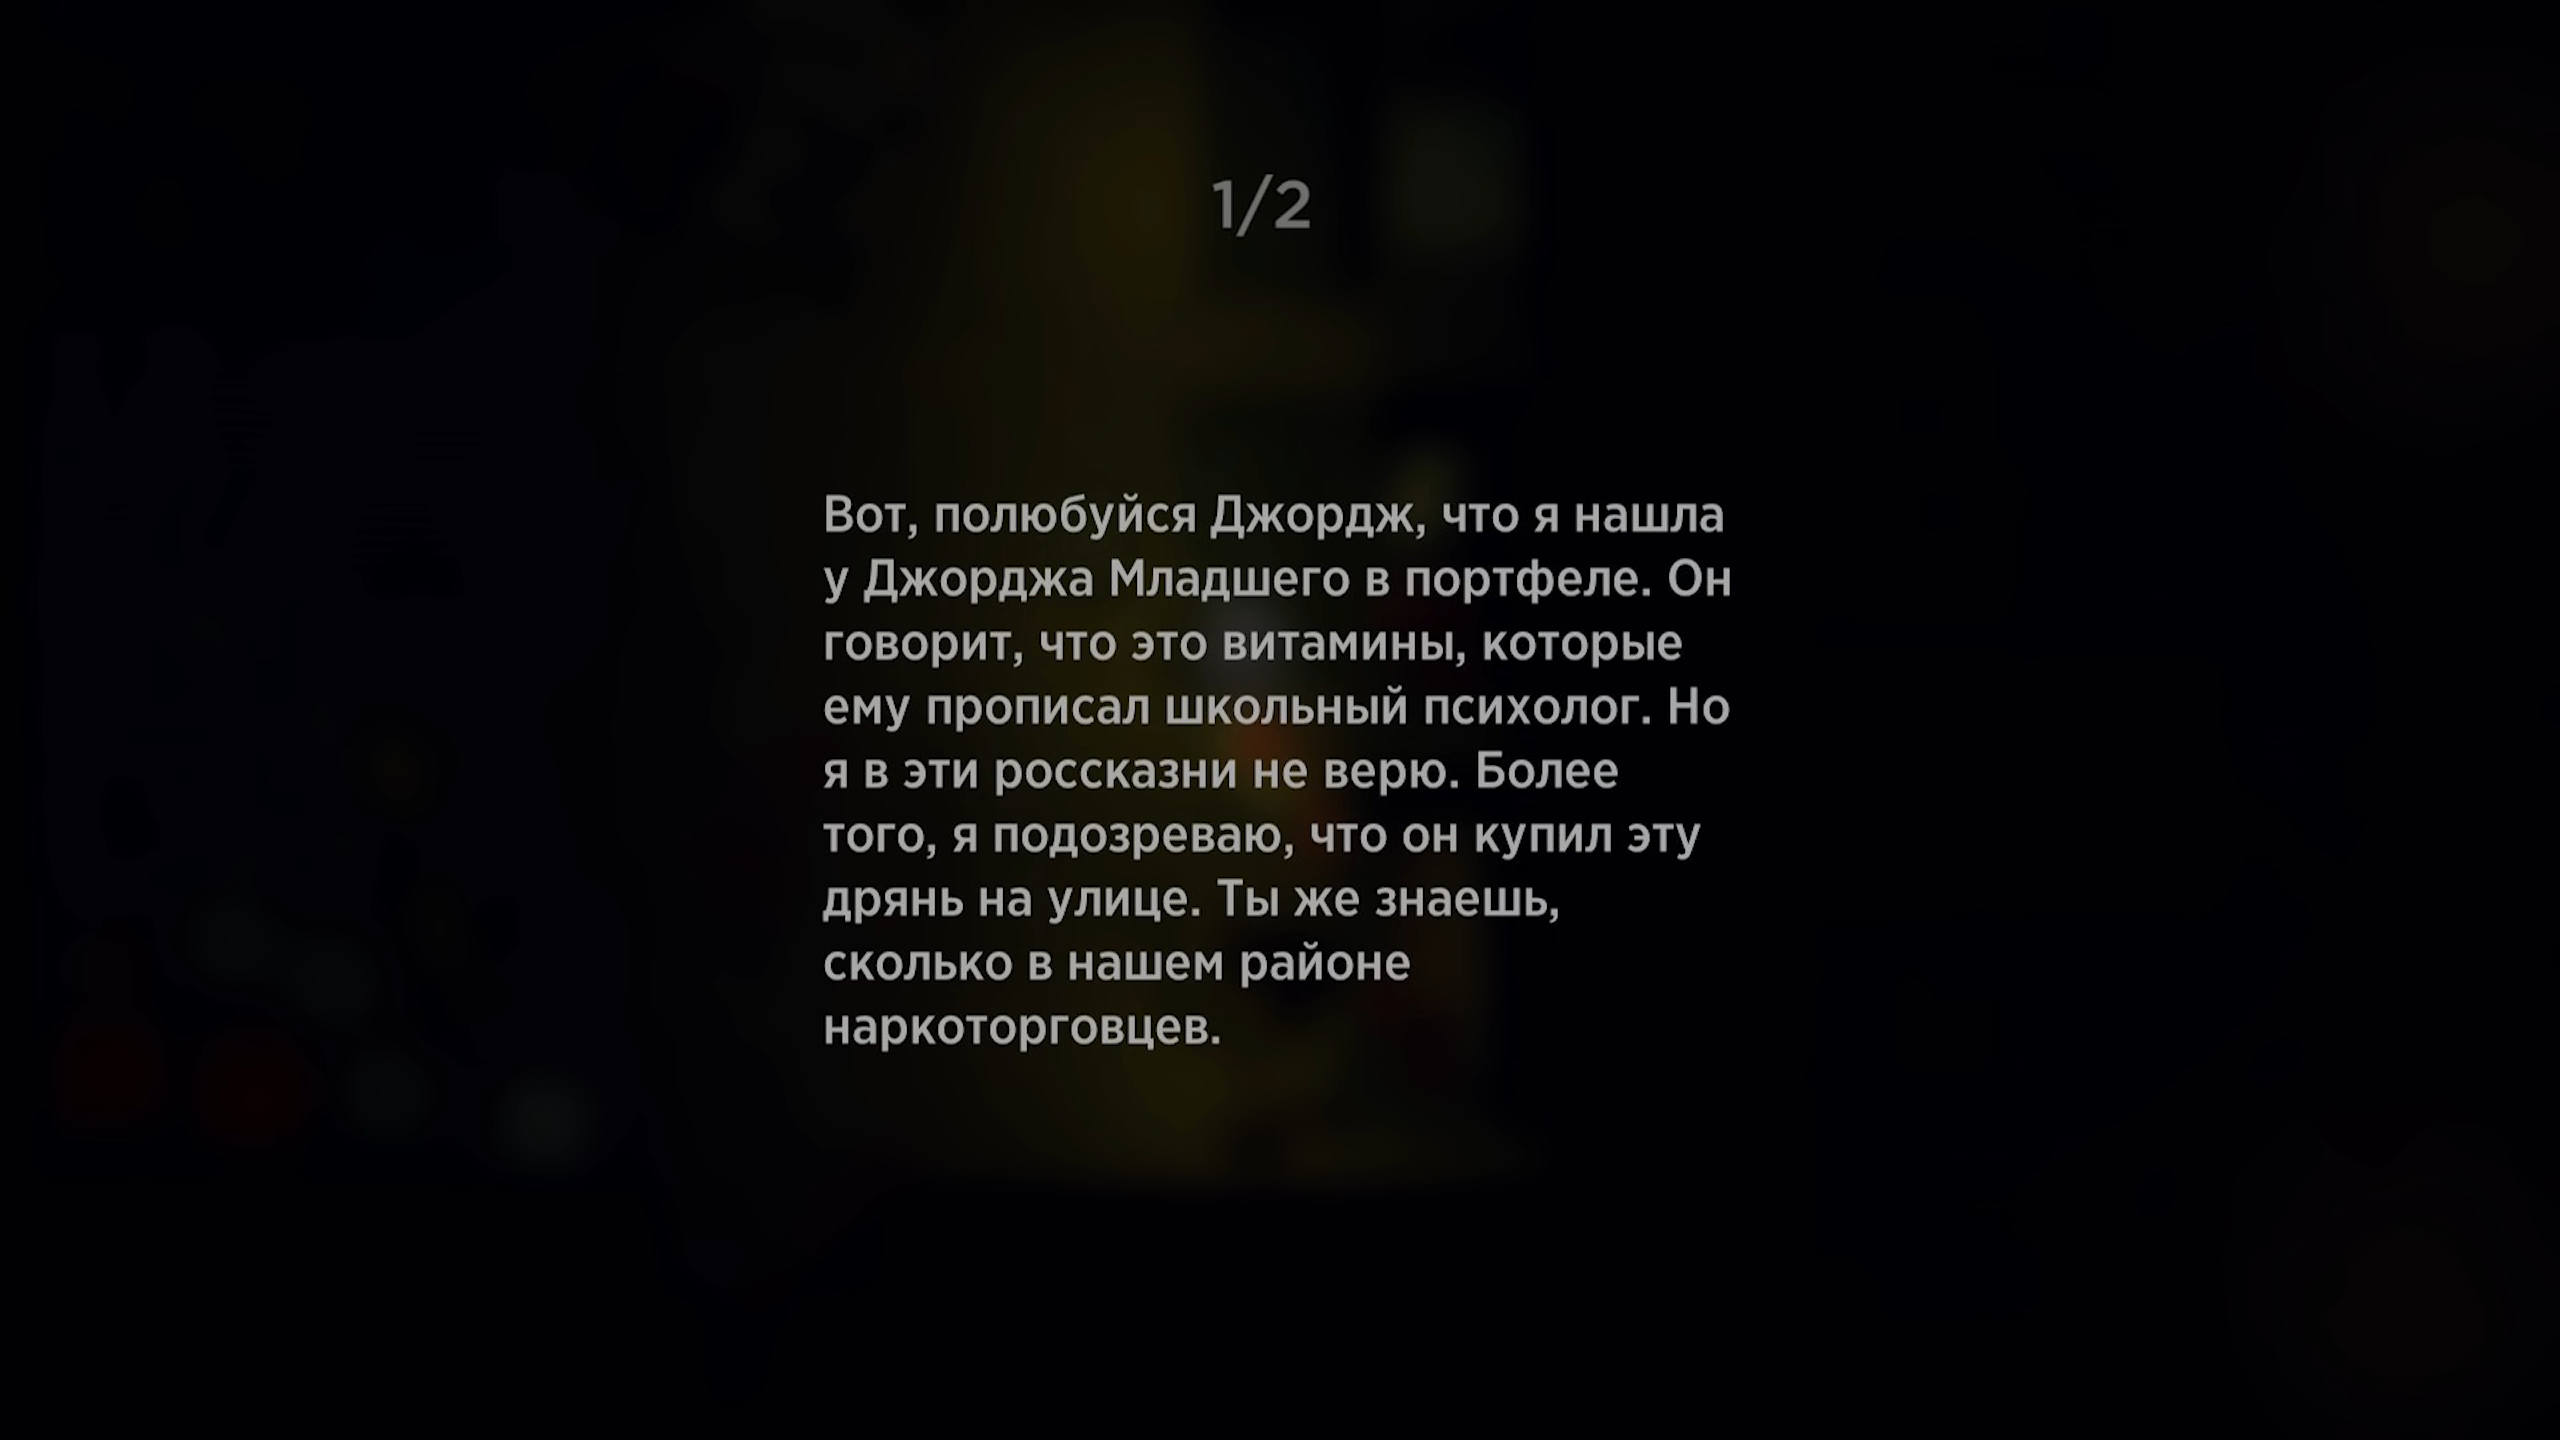 1/2
Вот, полюбуйся Джордж, что я нашла
у Джорджа Младшего в портфеле. Он
говорит, что это витамины, которые
ему прописал школьный психолог. Но
я в эти россказни не верю. Более
того, я подозреваю, что он купил эту
дрянь на улице. Ты же знаешь,
сколько в нашем районе
наркоторговцев.